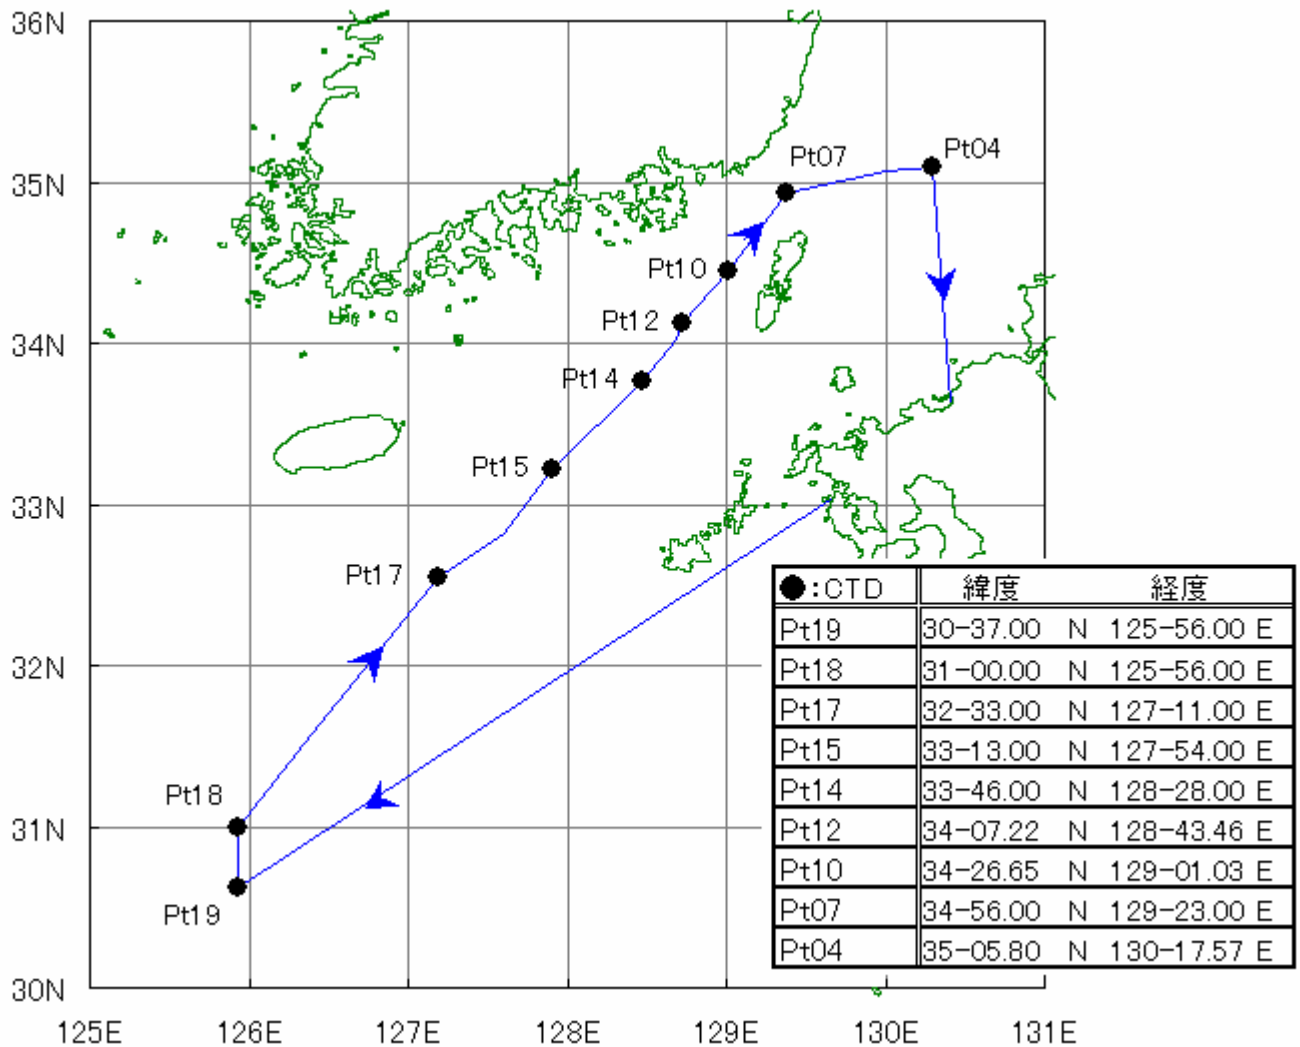 36N
35N
34N
33N
32N
31N
30N
125E 126E 127E 128E 129E 130E 131E
Pt04
Pt07
Pt10
Pt12
Pt14
Pt15
Pt17
Pt18
Pt19
●:CTD 緯度 経度
Pt19 30-37.00 N 125-56.00 E
Pt18 31-00.00 N 125-56.00 E
Pt17 32-33.00 N 127-11.00 E
Pt15 33-13.00 N 127-54.00 E
Pt14 33-46.00 N 128-28.00 E
Pt12 34-07.22 N 128-43.46 E
Pt10 34-26.65 N 129-01.03 E
Pt07 34-56.00 N 129-23.00 E
Pt04 35-05.80 N 130-17.57 E